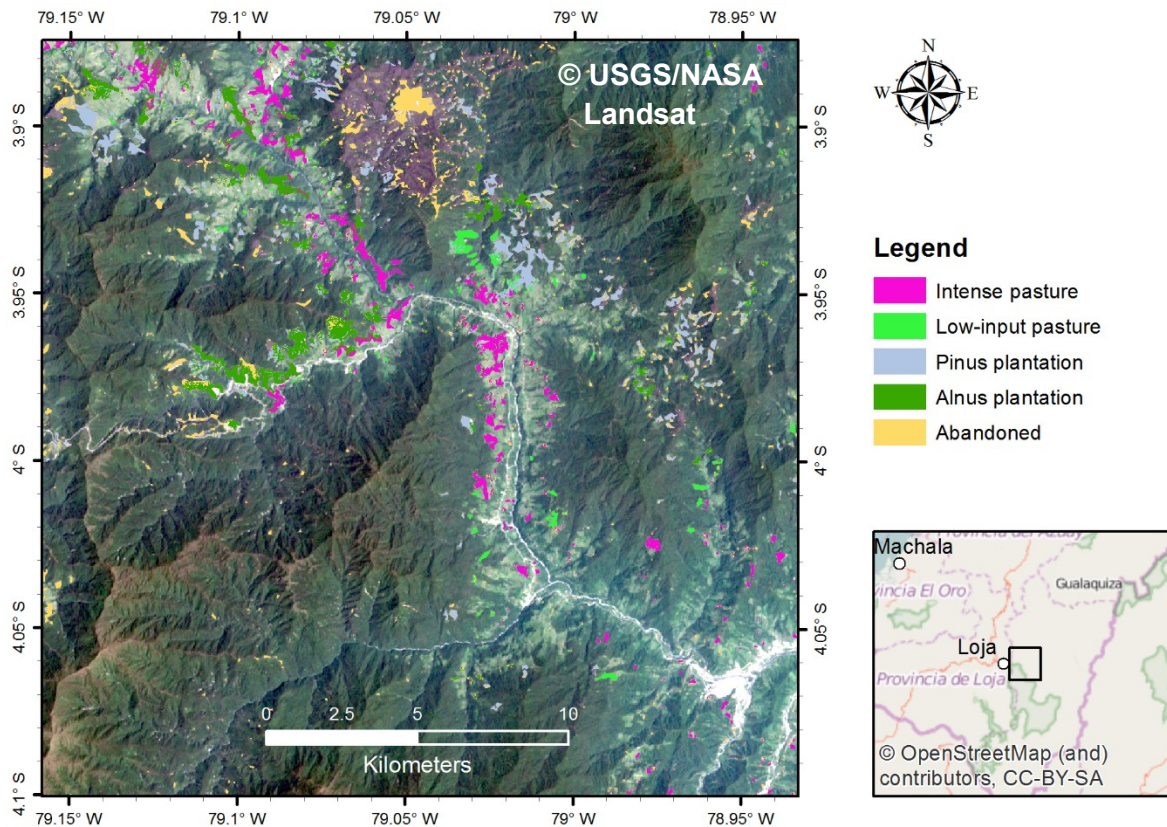 79.15° W 79.1° W 79.05° W 79° W 78.95° W
© USGS/NASA
Landsat
3.9° S
3.95° S
4° S
4.05° S
4.1° S
3.9° S
3.95° S
4° S
4.05° S
0 2.5 5 10
Kilometers
79.15° W 79.1° W 79.05° W 79° W 78.95° W
N
W E
S
Legend
Intense pasture
Low-input pasture
Pinus plantation
Alnus plantation
Abandoned
Machala
vincia El Oro
Gualaquiza
Loja
Provincia de Loja
© OpenStreetMap (and)
contributors, CC-BY-SA